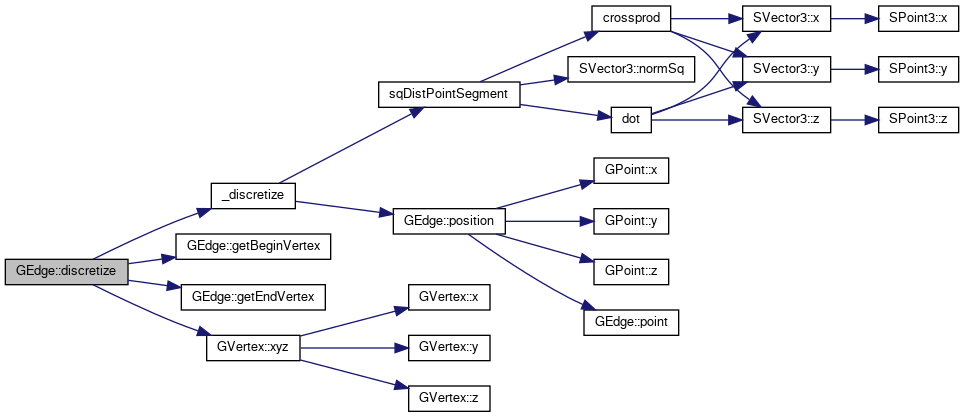 GEdge::discretize
_discretize
GEdge::getBeginVertex
GEdge::getEndVertex
GVertex::xyz
sqDistPointSegment
GEdge::position
GVertex::x
GVertex::y
GVertex::z
crossprod
SVector3::normSq
dot
GPoint::x
GPoint::y
GPoint::z
GEdge::point
SVector3::x
SVector3::y
SVector3::z
SPoint3::x
SPoint3::y
SPoint3::z